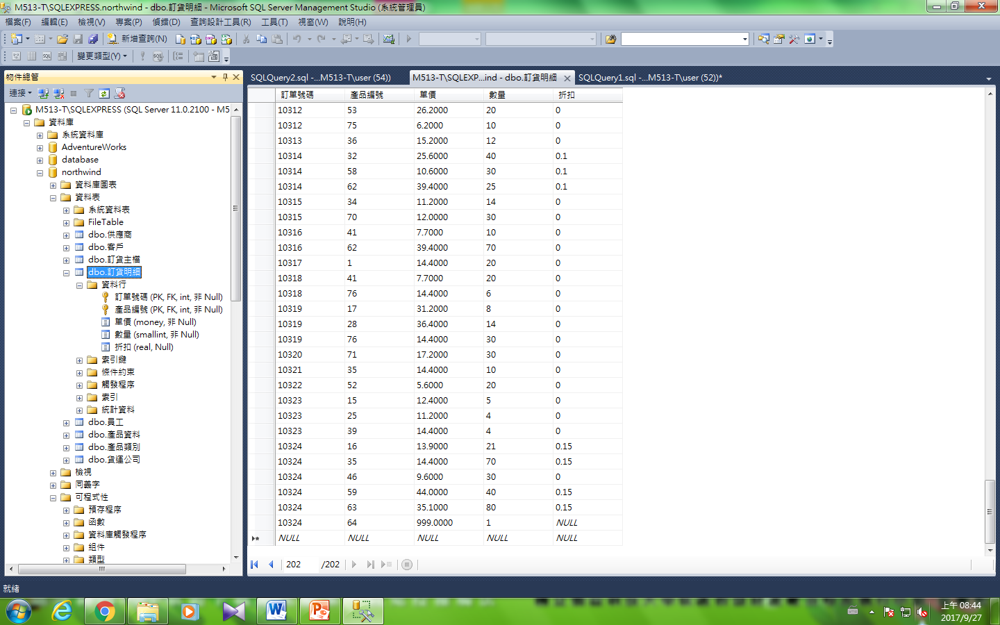 M513-T\SQLEXPRESS.northwind - dbo.訂貨明細 - Microsoft SQL Server Management Studio (系統管理員)
檔案(F) 編輯(E) 檢視(V) 專案(P) 偵錯(D) 查詢設計工具(R) 工具(T) 視窗(W) 說明(H)
新增查詢(N)
變更類型(Y)
物件總管
SQLQuery2.sql -...M513-T\user (54)) M513-T\SQLEXP...ind - dbo.訂貨明細 SQLQuery1.sql -...M513-T\user (52))*
連接
M513-T\SQLEXPRESS (SQL Server 11.0.2100 - M5
資料庫
系統資料庫
AdventureWorks
database
northwind
資料庫圖表
資料表
系統資料表
FileTable
dbo.供應商
dbo.客戶
dbo.訂貨主檔
dbo.訂貨明細
資料行
訂單號碼 (PK, FK, int, 非 Null)
產品編號 (PK, FK, int, 非 Null)
單價 (money, 非 Null)
數量 (smallint, 非 Null)
折扣 (real, Null)
索引鍵
條件約束
觸發程序
索引
統計資料
dbo.員工
dbo.產品資料
dbo.產品類別
dbo.貨運公司
檢視
同義字
可程式性
預存程序
函數
資料庫觸發程序
組件
類型
訂單號碼 產品編號 單價 數量 折扣
10312 53 26.2000 20 0
10312 75 6.2000 10 0
10313 36 15.2000 12 0
10314 32 25.6000 40 0.1
10314 58 10.6000 30 0.1
10314 62 39.4000 25 0.1
10315 34 11.2000 14 0
10315 70 12.0000 30 0
10316 41 7.7000 10 0
10316 62 39.4000 70 0
10317 1 14.4000 20 0
10318 41 7.7000 20 0
10318 76 14.4000 6 0
10319 17 31.2000 8 0
10319 28 36.4000 14 0
10319 76 14.4000 30 0
10320 71 17.2000 30 0
10321 35 14.4000 10 0
10322 52 5.6000 20 0
10323 15 12.4000 5 0
10323 25 11.2000 4 0
10323 39 14.4000 4 0
10324 16 13.9000 21 0.15
10324 35 14.4000 70 0.15
10324 46 9.6000 30 0
10324 59 44.0000 40 0.15
10324 63 35.1000 80 0.15
10324 64 999.0000 1 NULL
NULL NULL NULL NULL NULL
202 /202
就緒
上午 08:44
2017/9/27